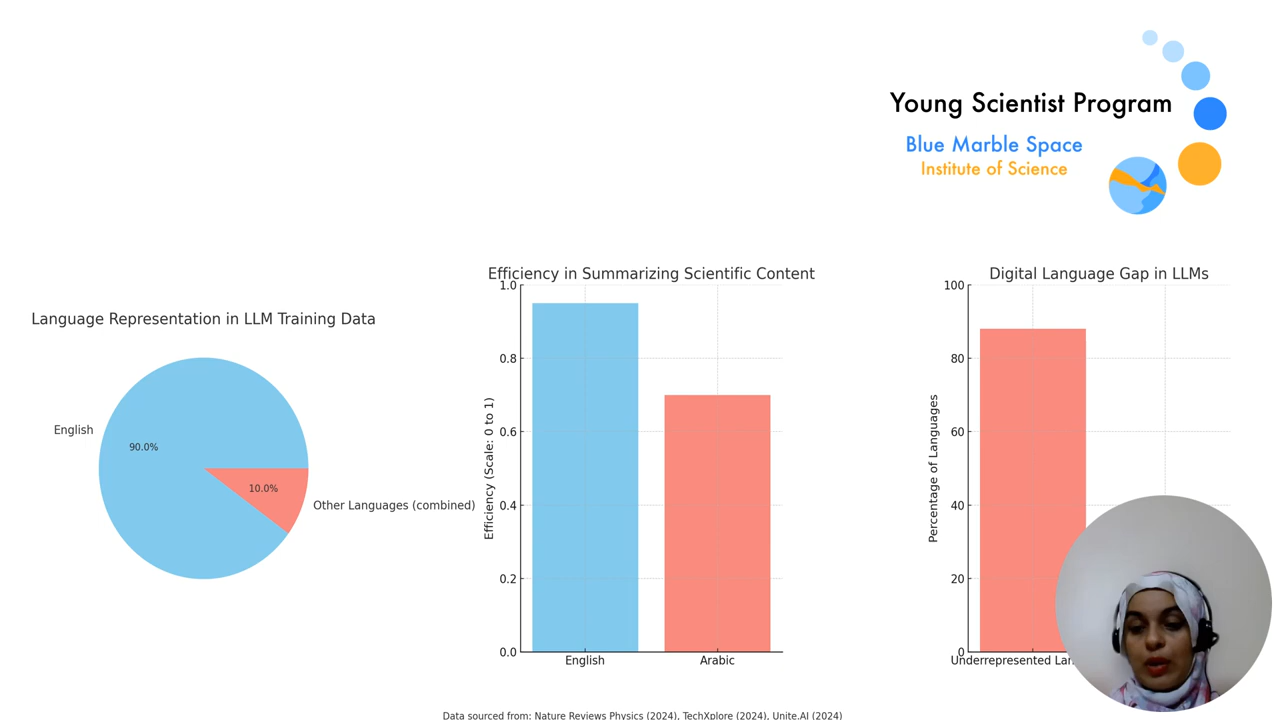 Young Scientist Program
Blue Marble Space
Institute of Science
Language Representation in LLM Training Data
English
90.0%
10.0%
Other Languages (combined)
Efficiency in Summarizing Scientific Content
Efficiency (Scale: 0 to 1)
1.0
0.8
0.6
0.4
0.2
0.0
English
Arabic
Digital Language Gap in LLMs
Percentage of Languages
100
80
60
40
20
0
Underrepresented
Data sourced from: Nature Reviews Physics (2024), TechXplore (2024), Unite.AI (2024)